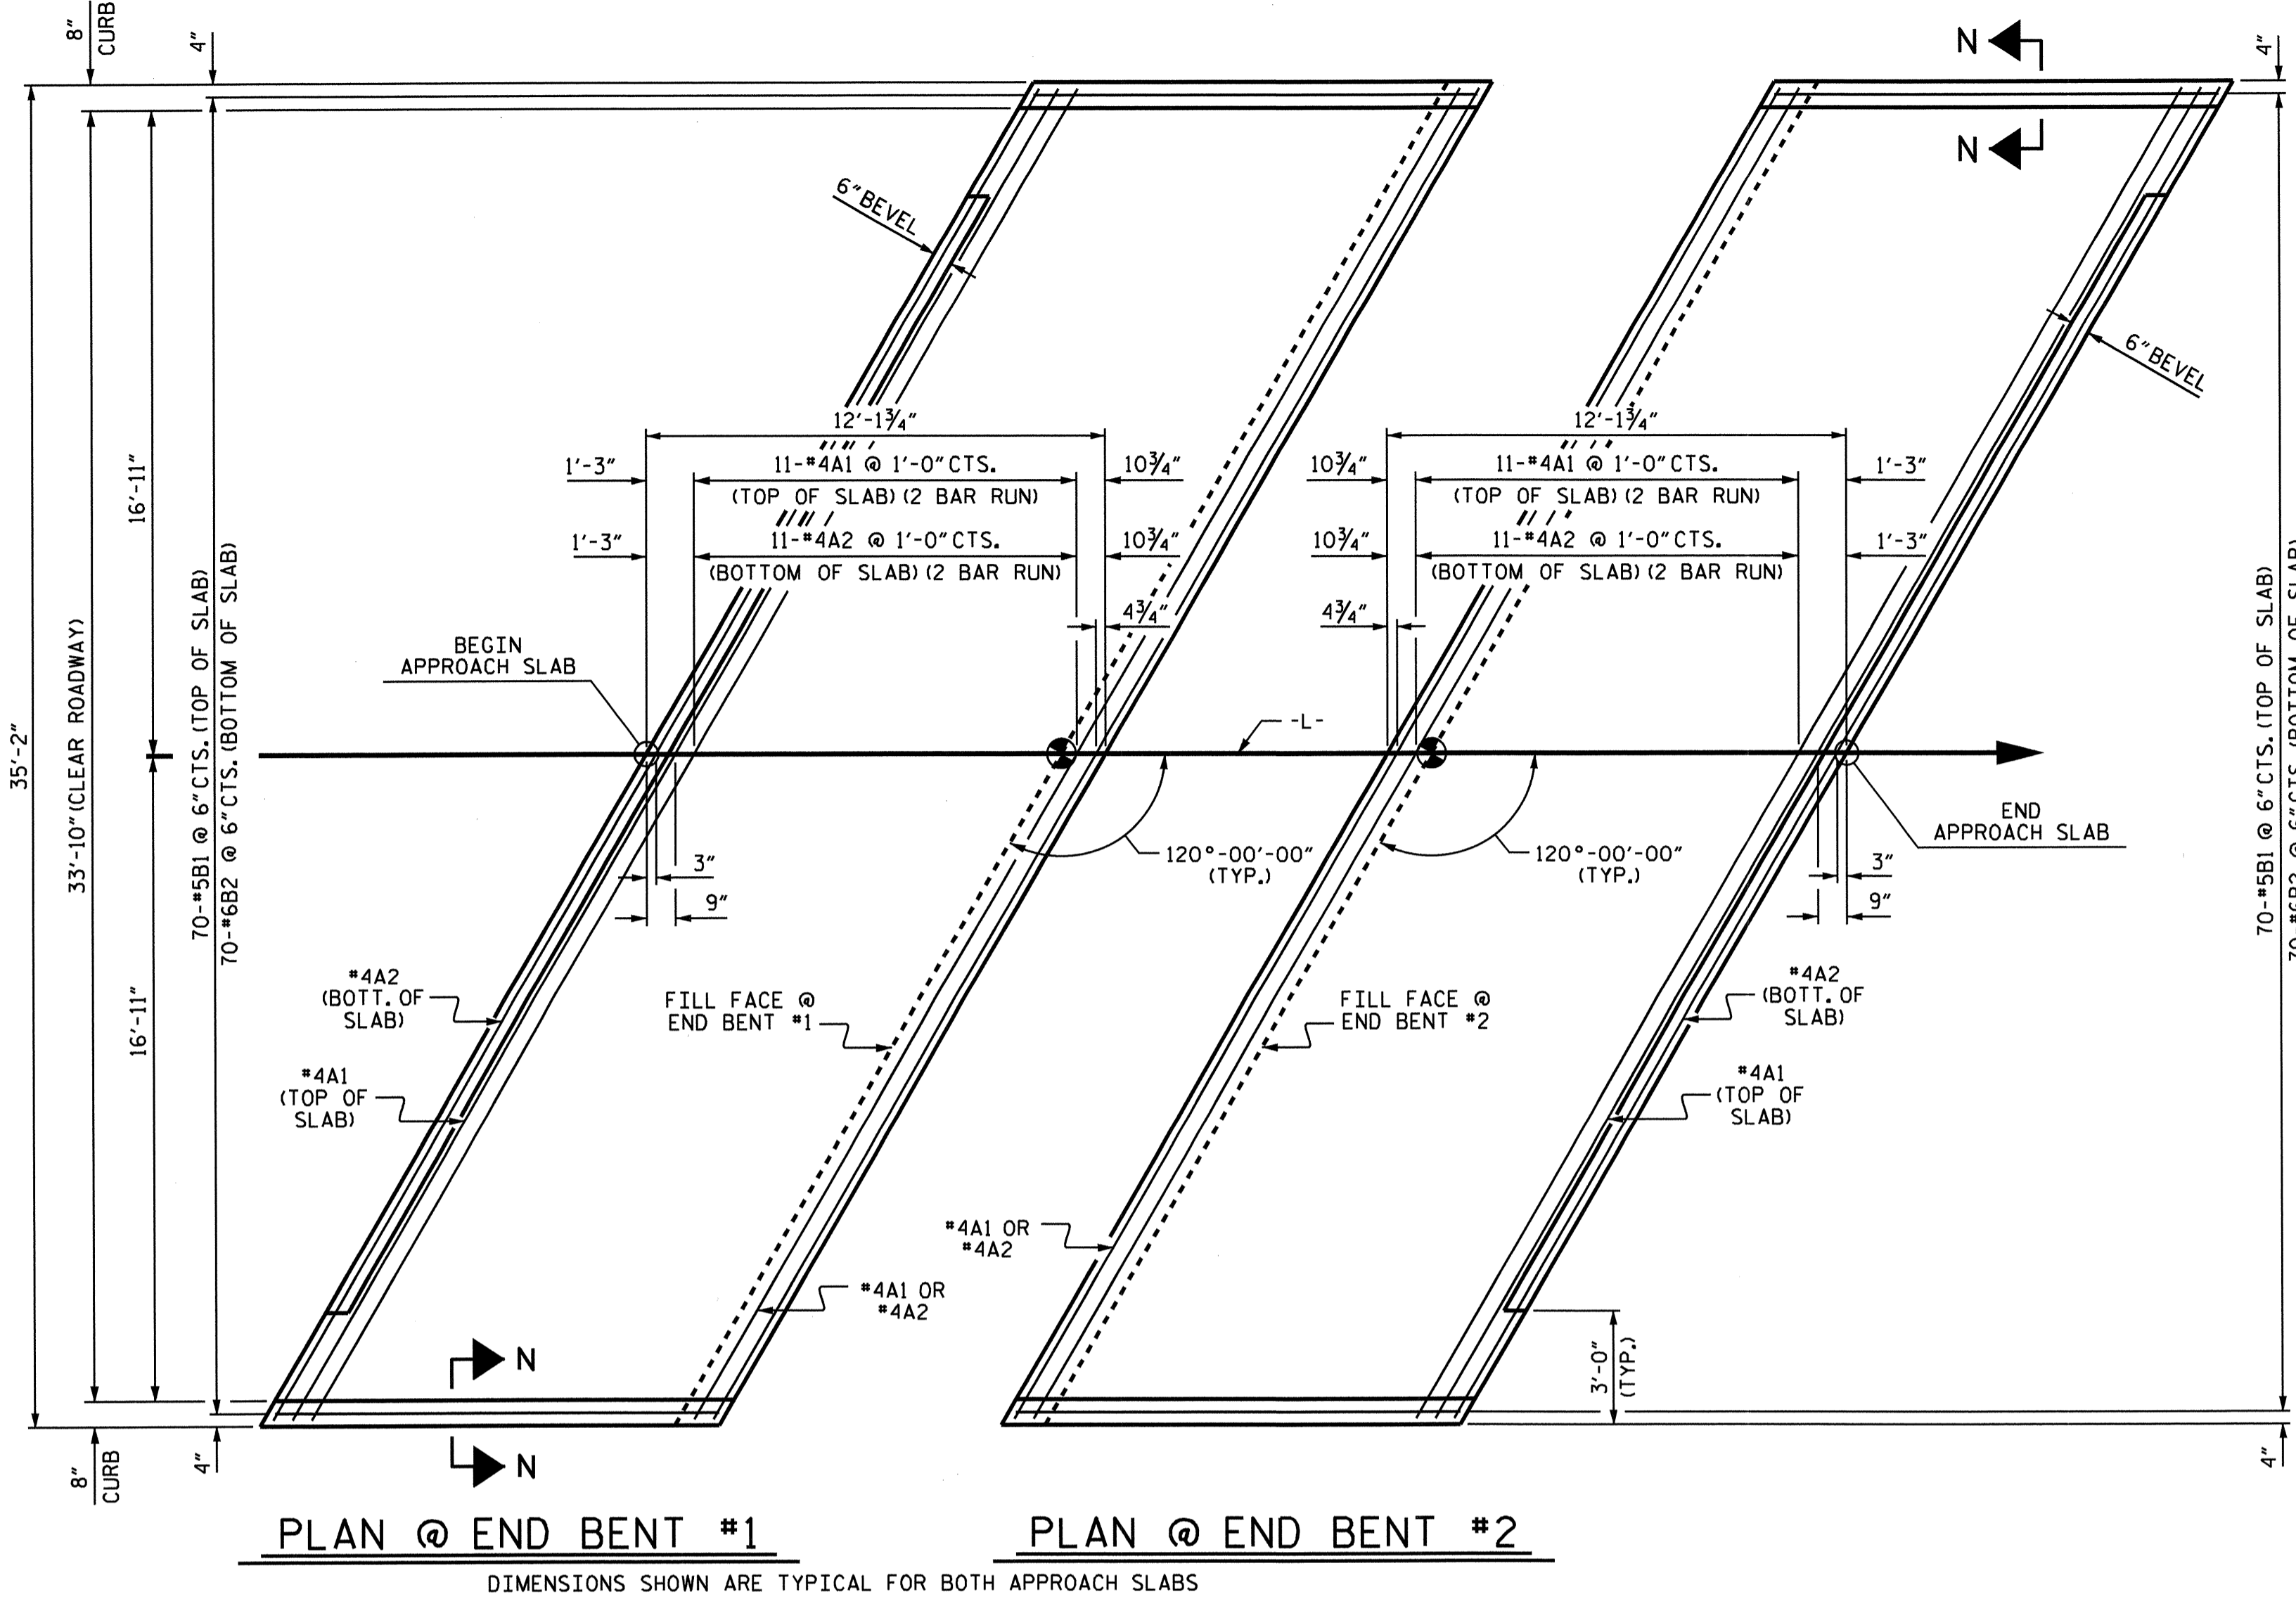 8" CURB
4"
N
4"
N
6" BEVEL
6" BEVEL
12'-1¾"
12'-1¾"
1'-3"
11-#4A1 @ 1'-0" CTS.
10¾"
10¾"
11-#4A1 @ 1'-0" CTS.
1'-3"
(TOP OF SLAB) (2 BAR RUN)
(TOP OF SLAB) (2 BAR RUN)
1'-3"
11-#4A2 @ 1'-0" CTS.
10¾"
10¾"
11-#4A2 @ 1'-0" CTS.
1'-3"
(BOTTOM OF SLAB) (2 BAR RUN)
(BOTTOM OF SLAB) (2 BAR RUN)
4¾"
4¾"
35'-2"
33'-10" (CLEAR ROADWAY)
16'-11"
16'-11"
70-#5B1 @ 6" CTS. (TOP OF SLAB)
70-#6B2 @ 6" CTS. (BOTTOM OF SLAB)
BEGIN
APPROACH SLAB
-L-
120°-00'-00"
(TYP.)
120°-00'-00"
(TYP.)
END
APPROACH SLAB
3"
9"
3"
9"
70-#5B1 @ 6" CTS. (TOP OF SLAB)
70-#6B2 @ 6" CTS. (BOTTOM OF SLAB)
#4A2
(BOTT. OF
SLAB)
FILL FACE @
END BENT #1
FILL FACE @
END BENT #2
#4A2
(BOTT. OF
SLAB)
#4A1
(TOP OF
SLAB)
#4A1
(TOP OF
SLAB)
#4A1 OR
#4A2
#4A1 OR
#4A2
3'-0"
(TYP.)
N
N
8" CURB
4"
4"
PLAN @ END BENT #1
PLAN @ END BENT #2
DIMENSIONS SHOWN ARE TYPICAL FOR BOTH APPROACH SLABS